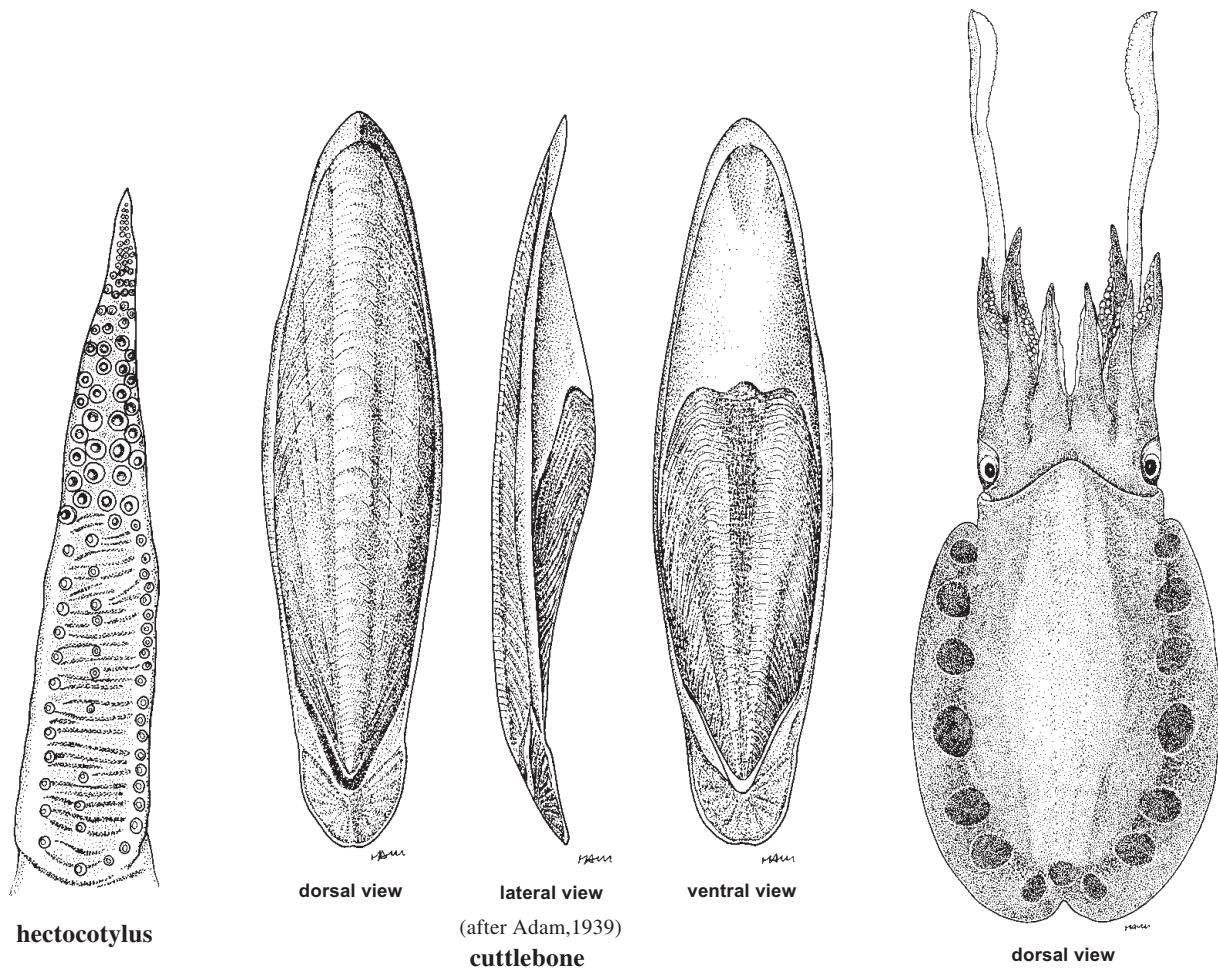 dorsal view
lateral view
ventral view
(after Adam,1939)
hectocotylus
cuttlebone
dorsal view